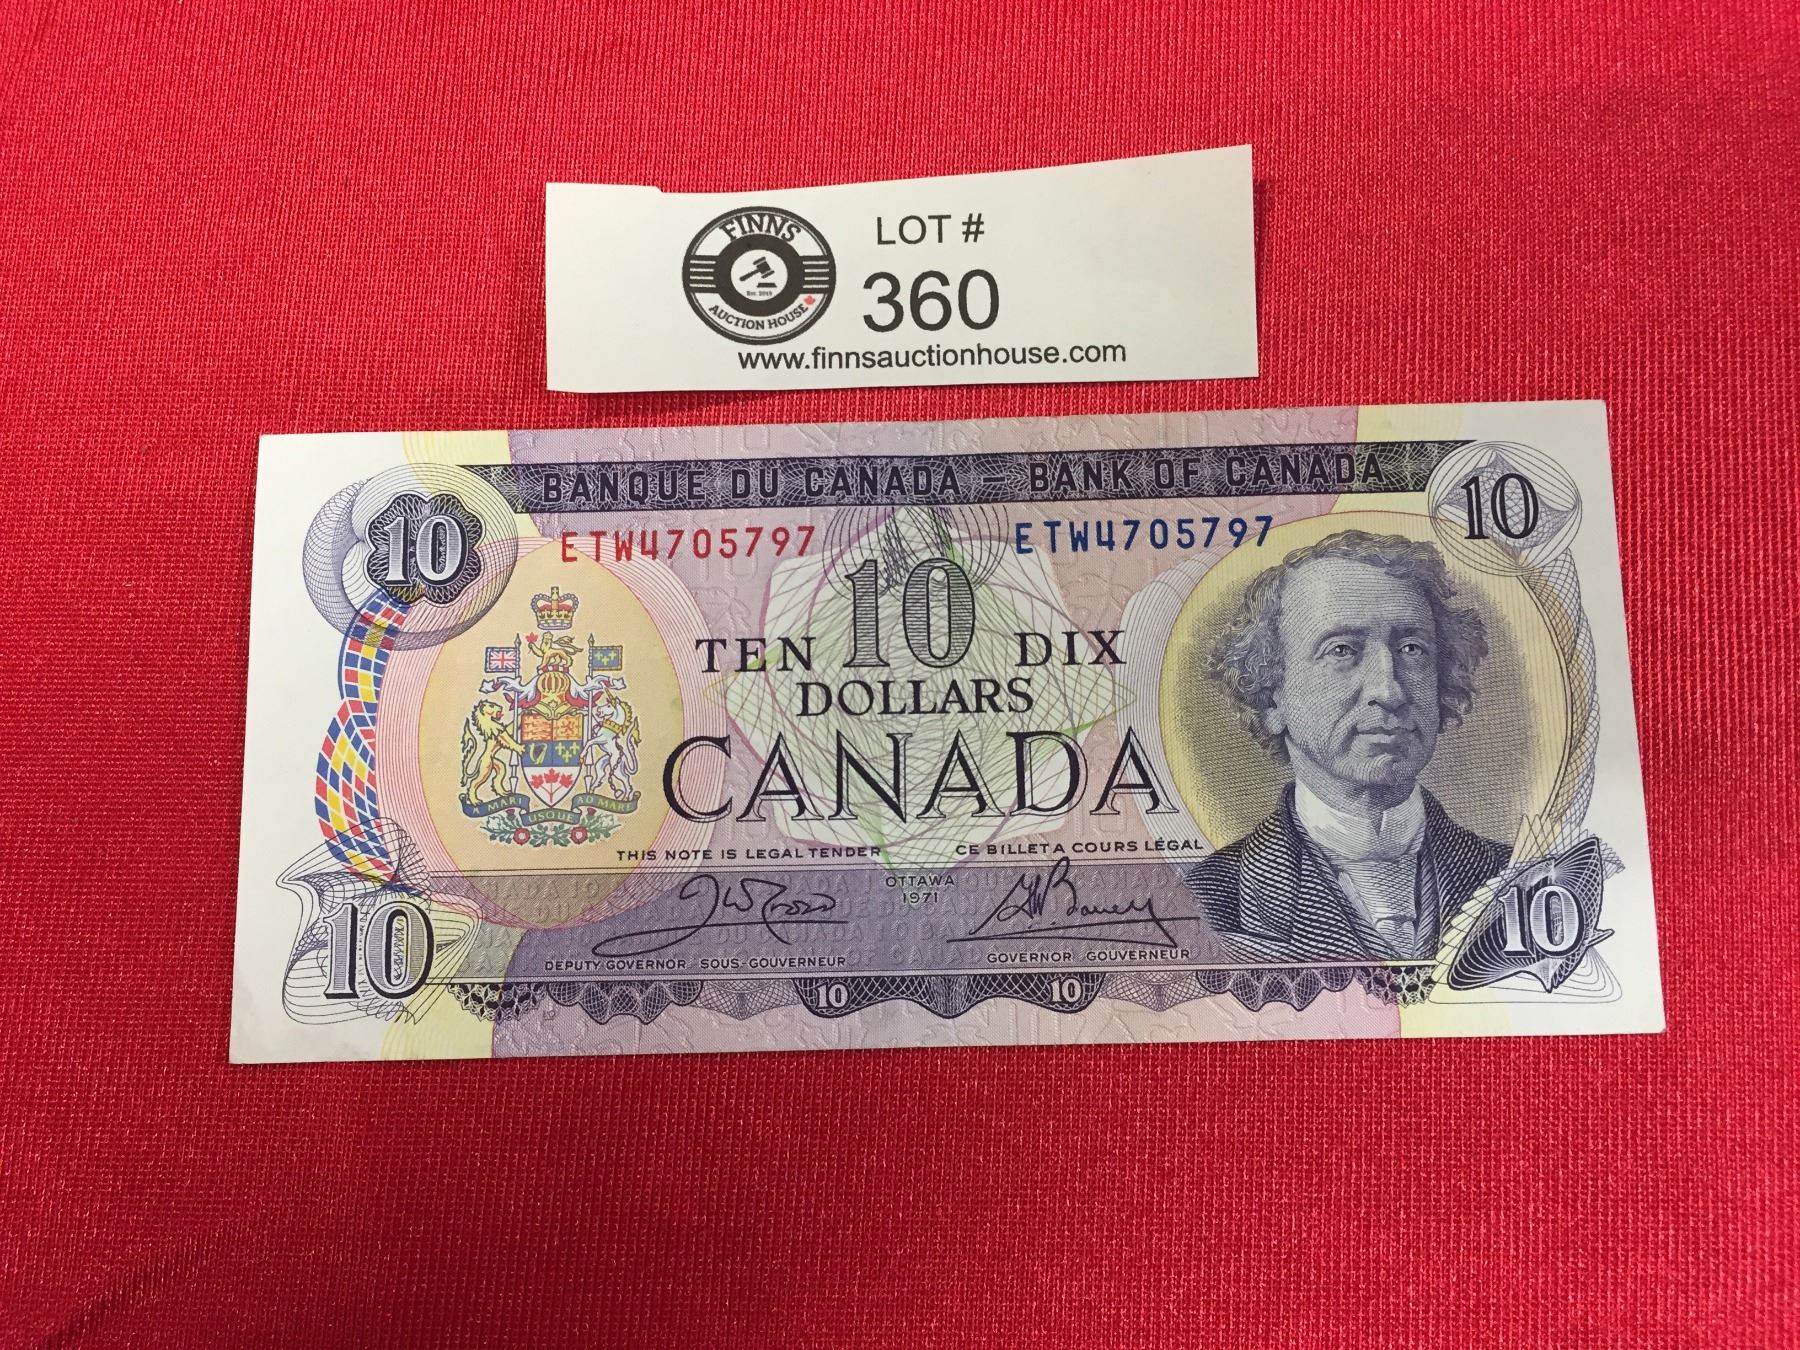 FINNS
Est. 2019
AUCTION HOUSE
LOT #
360
www.finnsauctionhouse.com
BANQUE DU CANADA – BANK OF CANADA
10
10
ETW4705797
ETW4705797
10
TEN DIX
DOLLARS
CANADA
A MARI USQUE AD MARE
THIS NOTE IS LEGAL TENDER
CE BILLET A COURS LÉGAL
OTTAWA
1971
DEPUTY GOVERNOR SOUS-GOUVERNEUR
GOVERNOR GOUVERNEUR
10
10
10
10